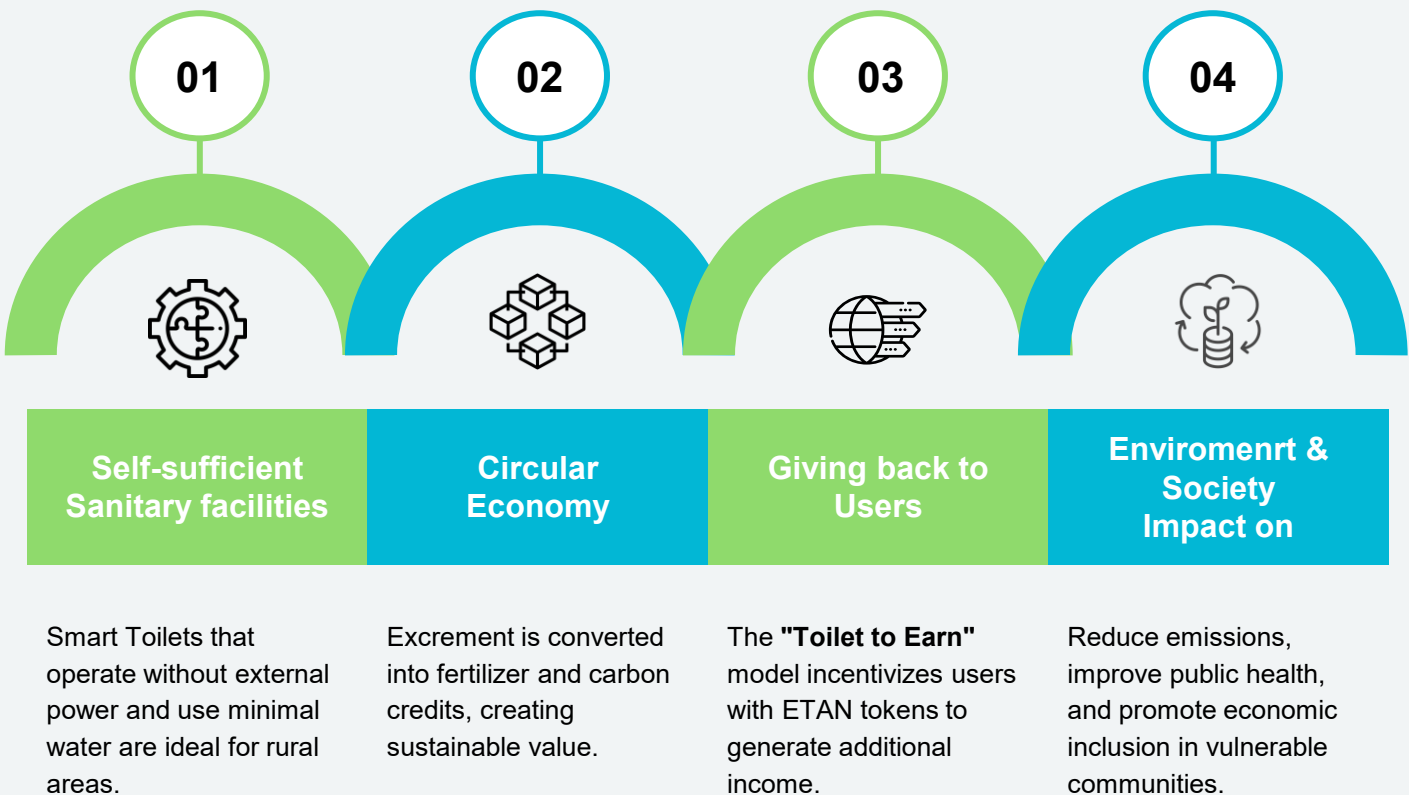 01
02
03
04
Self-sufficient
Sanitary facilities
Circular
Economy
Giving back to
Users
Enviromenrt &
Society
Impact on
Smart Toilets that
operate without external
power and use minimal
water are ideal for rural
areas.
Excrement is converted
into fertilizer and carbon
credits, creating
sustainable value.
The "Toilet to Earn"
model incentivizes users
with ETAN tokens to
generate additional
income.
Reduce emissions,
improve public health,
and promote economic
inclusion in vulnerable
communities.